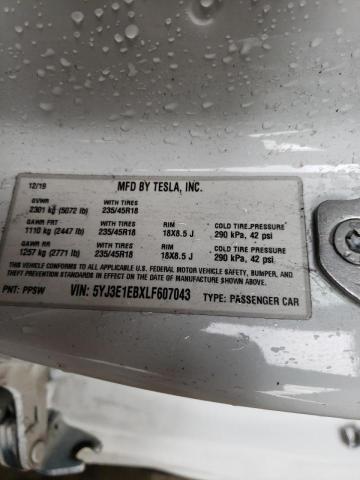 12/19 MFD BY TESLA, INC.
GVWR WITH TIRES
2301 kg (5072 lb) 235/45R18
GAWR FRT WITH TIRES RIM COLD TIRE PRESSURE
1110 kg (2447 lb) 235/45R18 18X8.5 J 290 kPa, 42 psi
GAWR RR WITH TIRES RIM COLD TIRE PRESSURE
1257 kg (2771 lb) 235/45R18 18X8.5 J 290 kPa, 42 psi
THIS VEHICLE CONFORMS TO ALL APPLICABLE U.S. FEDERAL MOTOR VEHICLE SAFETY, BUMPER, AND
THEFT PREVENTION STANDARDS IN EFFECT ON THE DATE OF MANUFACTURE SHOWN ABOVE.
PNT: PPSW VIN: 5YJ3E1EBXLF607043 TYPE: PASSENGER CAR